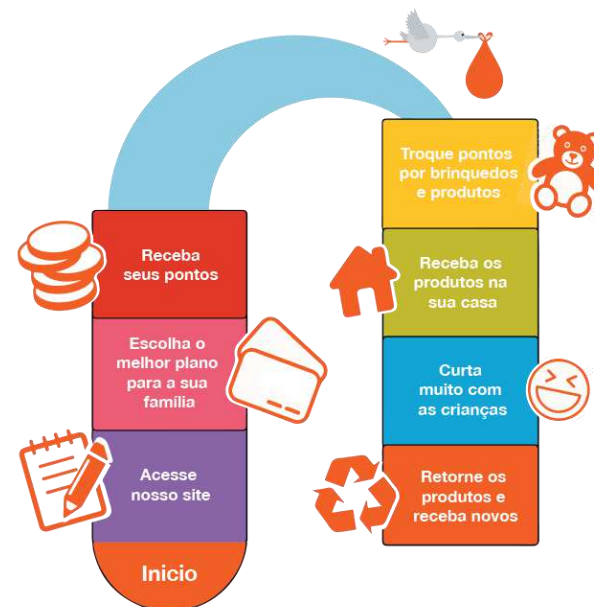 Inicio
Acesse
nosso site
Escolha o
melhor plano
para a sua
família
Receba
seus pontos
Troque pontos
por brinquedos
e produtos
Receba os
produtos na
sua casa
Curta
muito com
as crianças
Retorne os
produtos e
receba novos